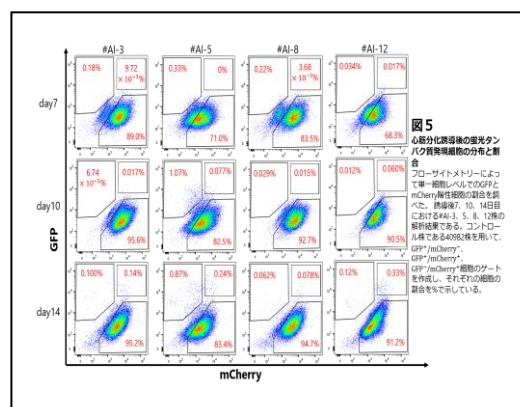 #AI-3 #AI-5 #AI-8 #AI-12
day7
0.18% 9.72 0.33% 0% 0.22% 3.68 0.034% 0.017%
× 10⁻³% × 10⁻³%
89.0% 71.0% 83.5% 68.3%
day10
6.74 0.017% 1.07% 0.077% 0.029% 0.015% 0.012% 0.060%
× 10⁻³%
95.6% 82.5% 92.7% 90.5%
day14
0.100% 0.14% 0.87% 0.24% 0.062% 0.078% 0.12% 0.33%
95.2% 83.4% 94.7% 91.2%
GFP
mCherry
図5
心筋分化誘導後の蛍光タン
パク質発現細胞の分布と割
合
フローサイトメトリーによっ
て単一細胞レベルでのGFPと
mCherry陽性細胞の割合を調
べた。誘導後7、10、14日目
における#AI-3、5、8、12株の
解析結果である。コントロー
ル株である409B2株を用いて、
GFP⁺/mCherry⁻、
GFP⁺/mCherry⁺、
GFP⁻/mCherry⁺細胞のゲート
を作成し、それぞれの細胞の
割合を%で示している。